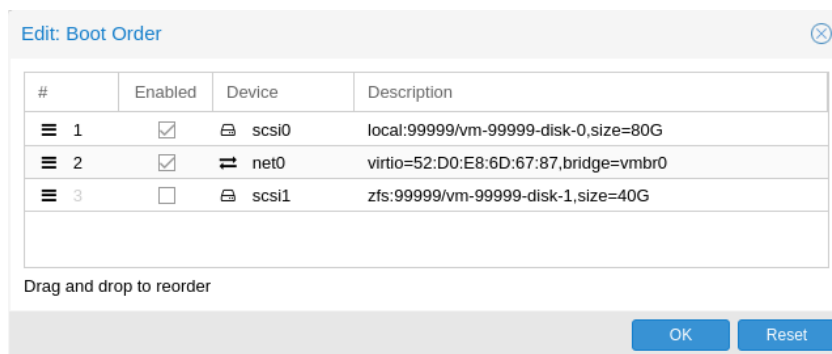 Edit: Boot Order
# Enabled Device Description
1 scsi0 local:99999/vm-99999-disk-0,size=80G
2 net0 virtio=52:D0:E8:6D:67:87,bridge=vmbr0
3 scsi1 zfs:99999/vm-99999-disk-1,size=40G
Drag and drop to reorder
OK Reset